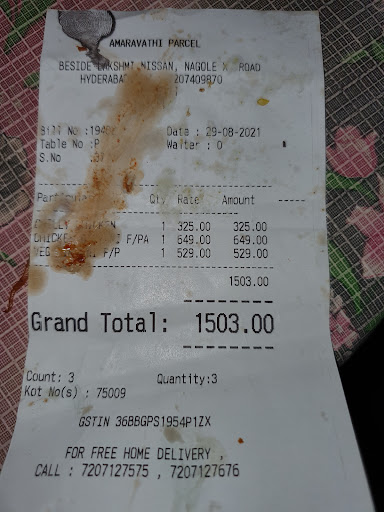 AMARAVATHI PARCEL
BESIDE LAKSHMI NISSAN, NAGOLE X ROAD
207409870
Bill No Date : 29-08-2021
Table No Waiter : 0
S.No
Qty Rate Amount
1 325.00 325.00
F/PA 1 649.00 649.00
F/P 1 529.00 529.00
1503.00
Grand Total: 1503.00
Count: 3 Quantity:3
Kot No(s) : 75009
GSTIN 36BBGPS1954P1ZX
FOR FREE HOME DELIVERY ,
CALL : 7207127575 , 7207127676